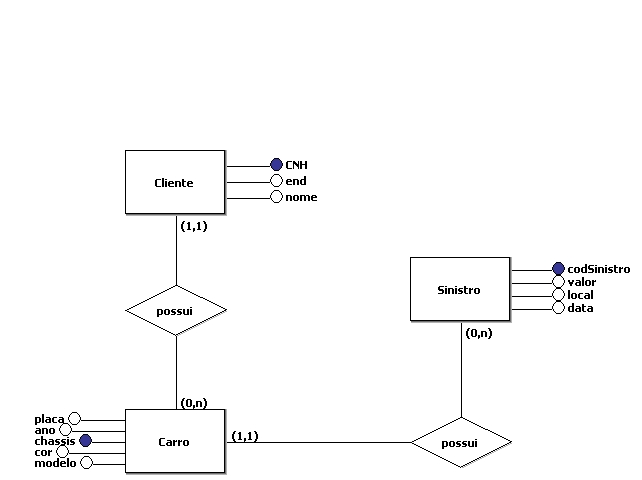 CNH
Cliente
end
nome
(1,1)
codSinistro
valor
Sinistro
local
data
possui
(0,n)
(0,n)
placa
ano
chassis
cor
modelo
Carro
(1,1)
possui